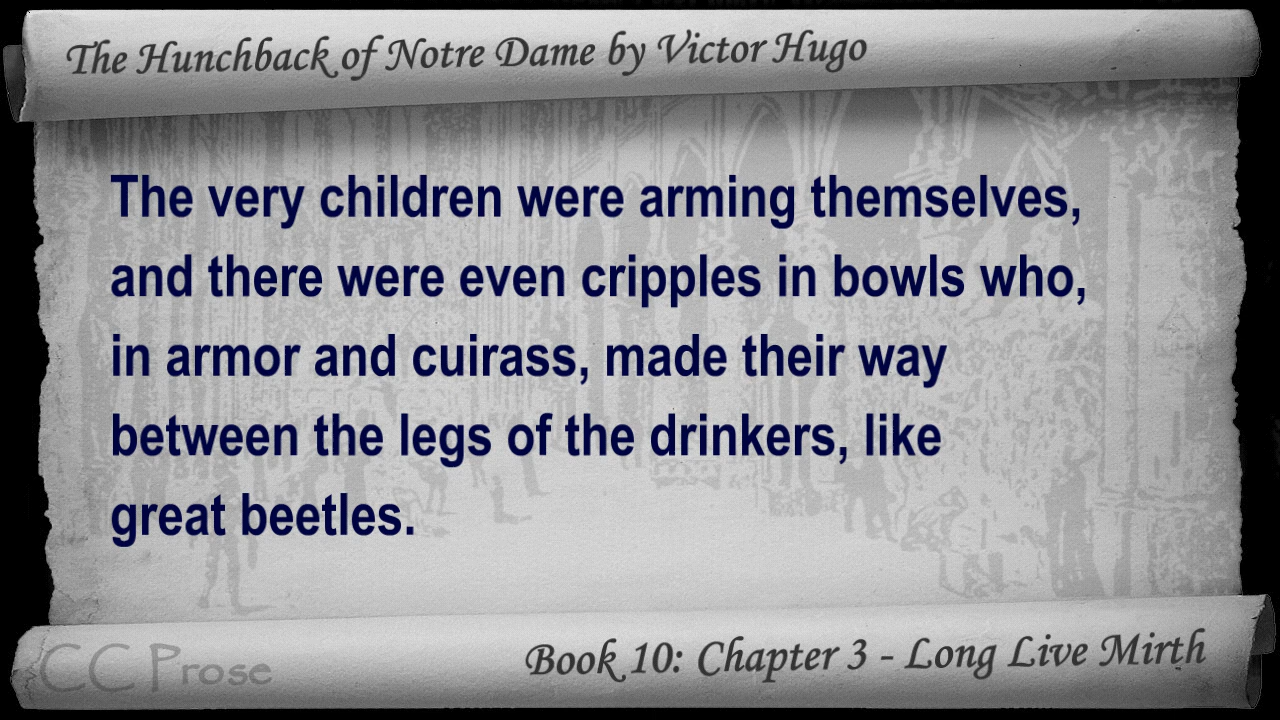 The Hunchback of Notre Dame by Victor Hugo
The very children were arming themselves,
and there were even cripples in bowls who,
in armor and cuirass, made their way
between the legs of the drinkers, like
great beetles.
CC Prose
Book 10: Chapter 3 - Long Live Mirth